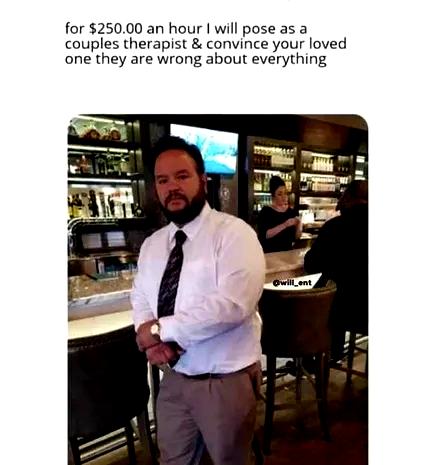 for $250.00 an hour I will pose as a
couples therapist & convince your loved
one they are wrong about everything
@will_ent